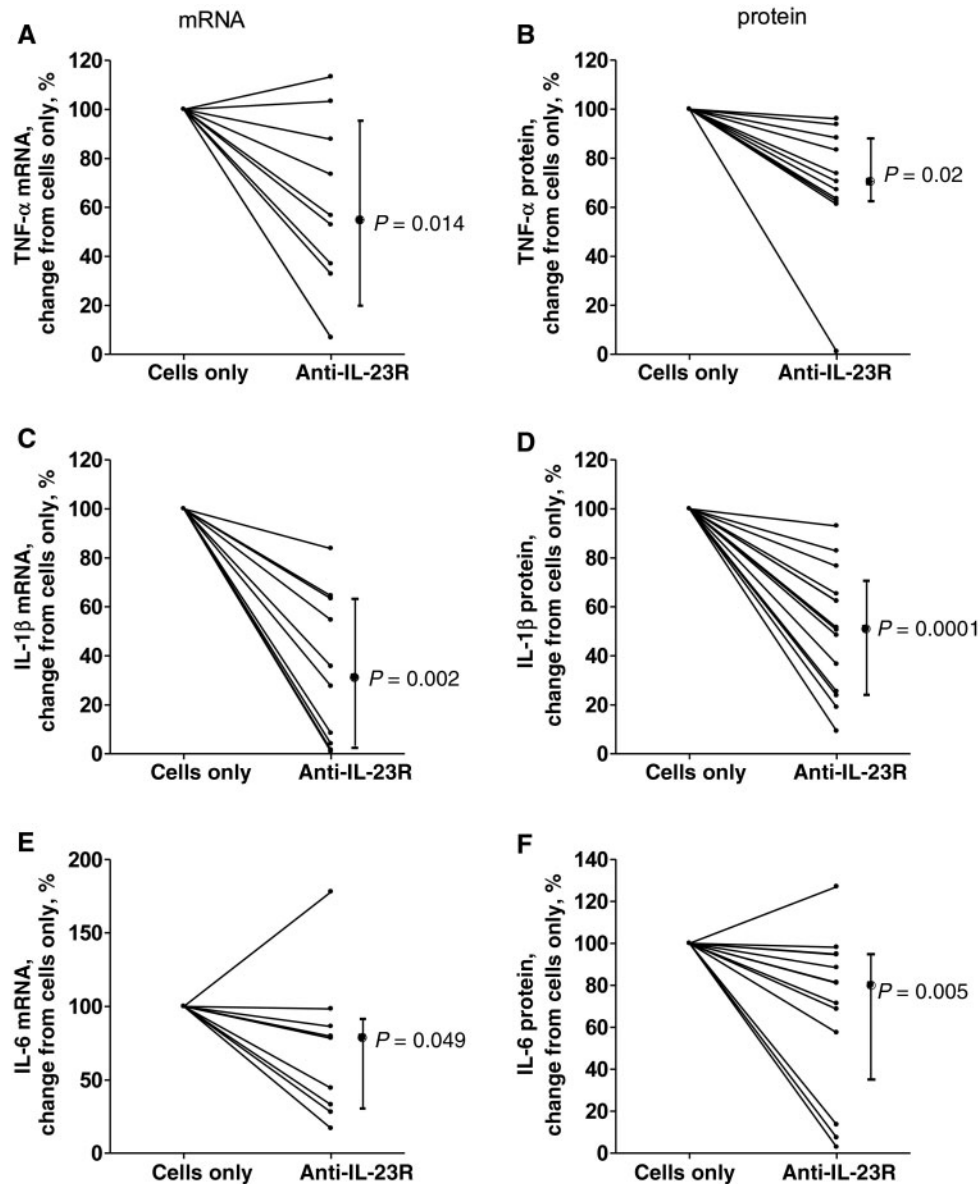 mRNA
protein
A
TNF-α mRNA,
change from cells only, %
120
100
80
60
40
20
0
P = 0.014
Cells only Anti-IL-23R
B
TNF-α protein,
change from cells only, %
120
100
80
60
40
20
0
P = 0.02
Cells only Anti-IL-23R
C
IL-1β mRNA,
change from cells only, %
120
100
80
60
40
20
0
P = 0.002
Cells only Anti-IL-23R
D
IL-1β protein,
change from cells only, %
120
100
80
60
40
20
0
P = 0.0001
Cells only Anti-IL-23R
E
IL-6 mRNA,
change from cells only, %
200
150
100
50
0
P = 0.049
Cells only Anti-IL-23R
F
IL-6 protein,
change from cells only, %
140
120
100
80
60
40
20
0
P = 0.005
Cells only Anti-IL-23R